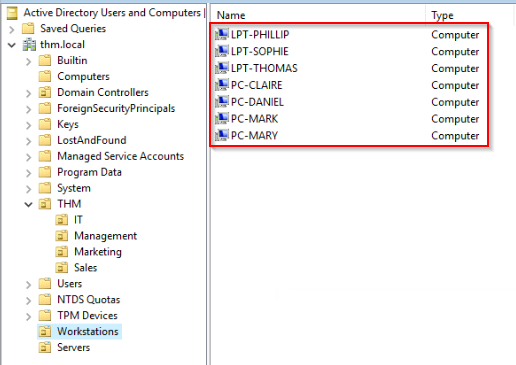 Active Directory Users and Computers |
Saved Queries
thm.local
Builtin
Computers
Domain Controllers
ForeignSecurityPrincipals
Keys
LostAndFound
Managed Service Accounts
Program Data
System
THM
IT
Management
Marketing
Sales
Users
NTDS Quotas
TPM Devices
Workstations
Servers
Name Type
LPT-PHILLIP Computer
LPT-SOPHIE Computer
LPT-THOMAS Computer
PC-CLAIRE Computer
PC-DANIEL Computer
PC-MARK Computer
PC-MARY Computer